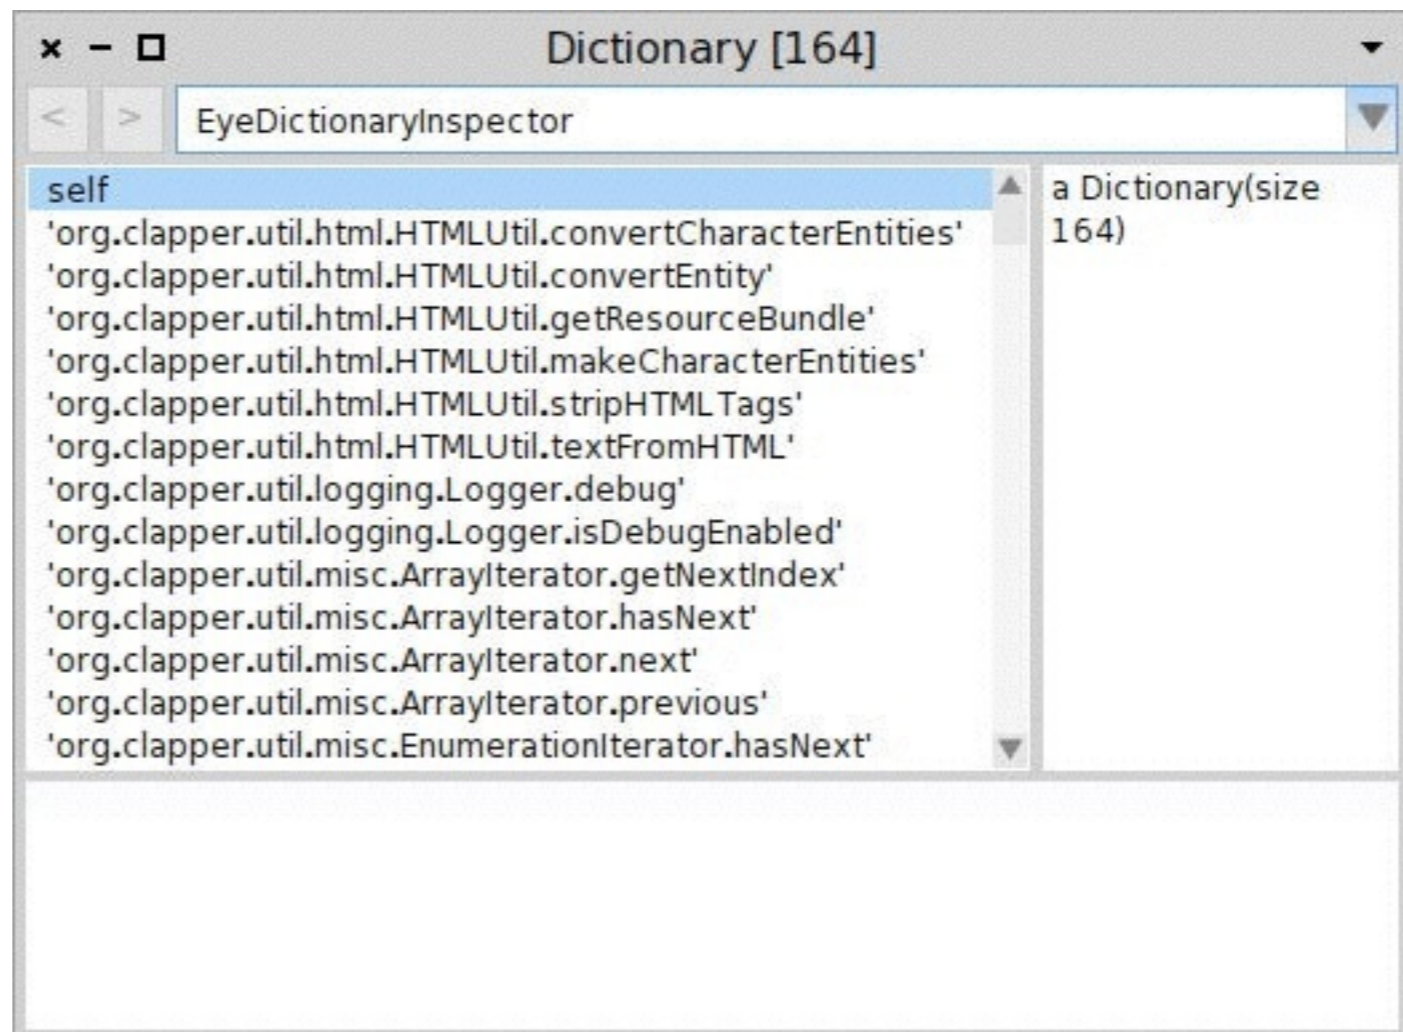 Dictionary [164]
< > EyeDictionaryInspector
self
'org.clapper.util.html.HTMLUtil.convertCharacterEntities'
'org.clapper.util.html.HTMLUtil.convertEntity'
'org.clapper.util.html.HTMLUtil.getResourceBundle'
'org.clapper.util.html.HTMLUtil.makeCharacterEntities'
'org.clapper.util.html.HTMLUtil.stripHTMLTags'
'org.clapper.util.html.HTMLUtil.textFromHTML'
'org.clapper.util.logging.Logger.debug'
'org.clapper.util.logging.Logger.isDebugEnabled'
'org.clapper.util.misc.ArrayIterator.getNextIndex'
'org.clapper.util.misc.ArrayIterator.hasNext'
'org.clapper.util.misc.ArrayIterator.next'
'org.clapper.util.misc.ArrayIterator.previous'
'org.clapper.util.misc.EnumerationIterator.hasNext'
a Dictionary(size
164)